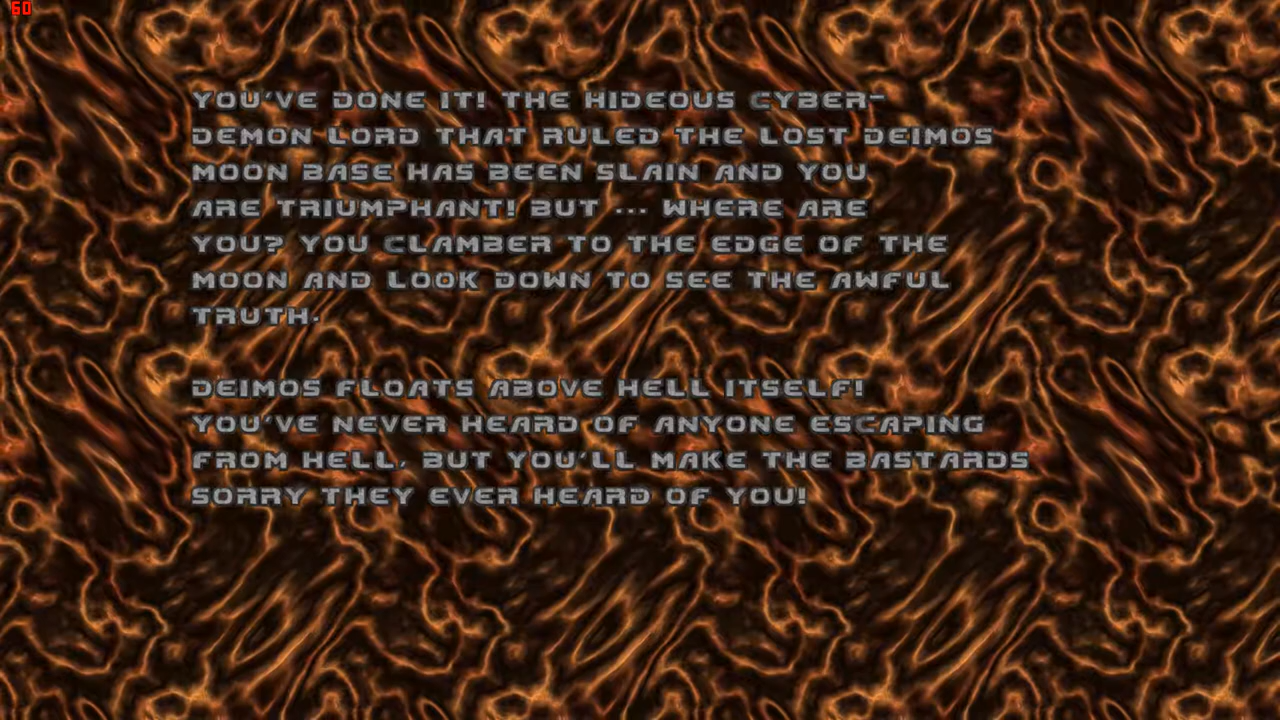 60
YOU'VE DONE IT! THE HIDEOUS CYBER-
DEMON LORD THAT RULED THE LOST DEIMOS
MOON BASE HAS BEEN SLAIN AND YOU
ARE TRIUMPHANT! BUT ... WHERE ARE
YOU? YOU CLAMBER TO THE EDGE OF THE
MOON AND LOOK DOWN TO SEE THE AWFUL
TRUTH.
DEIMOS FLOATS ABOVE HELL ITSELF!
YOU'VE NEVER HEARD OF ANYONE ESCAPING
FROM HELL, BUT YOU'LL MAKE THE BASTARDS
SORRY THEY EVER HEARD OF YOU!